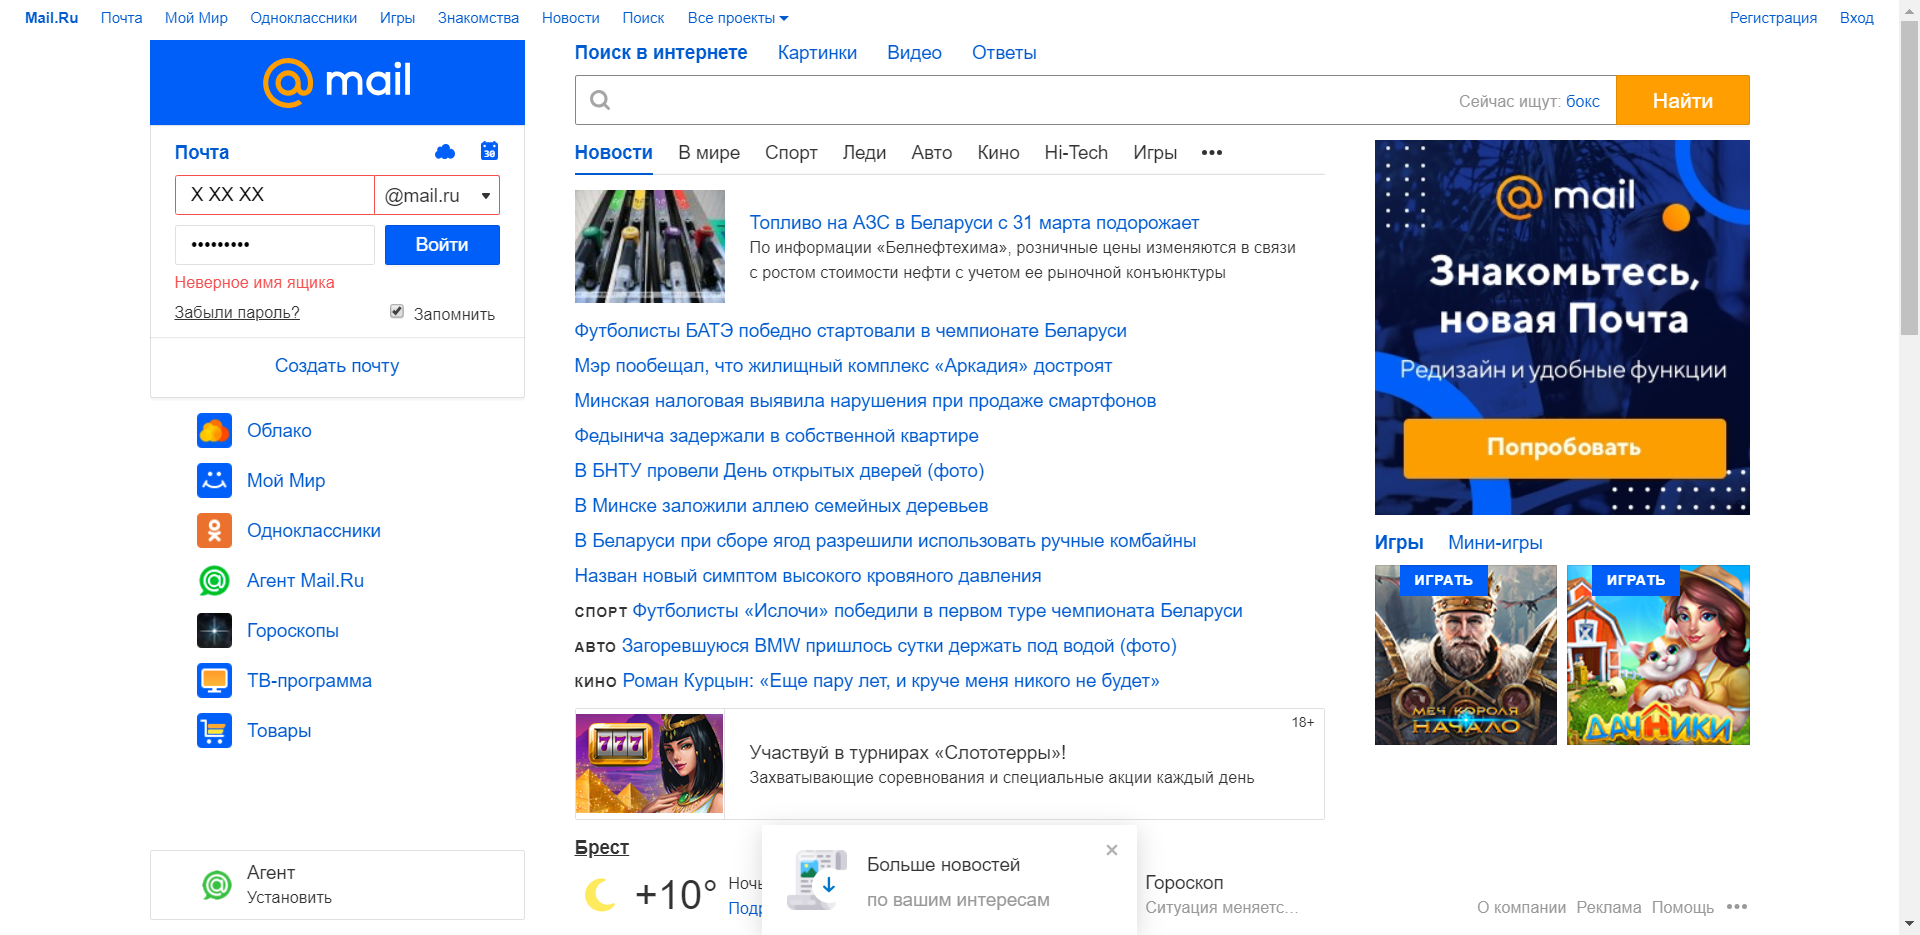 Mail.Ru Почта Мой Мир Одноклассники Игры Знакомства Новости Поиск Все проекты Регистрация Вход
@mail
Почта
30
X XX XX @mail.ru
••••••••• Войти
Неверное имя ящика
Забыли пароль? Запомнить
Создать почту
Облако
Мой Мир
Одноклассники
Агент Mail.Ru
Гороскопы
ТВ-программа
Товары
Агент
Установить
Поиск в интернете Картинки Видео Ответы
Сейчас ищут: бокс Найти
Новости В мире Спорт Леди Авто Кино Hi-Tech Игры •••
Топливо на АЗС в Беларуси с 31 марта подорожает
По информации «Белнефтехима», розничные цены изменяются в связи
с ростом стоимости нефти с учетом ее рыночной конъюнктуры
Футболисты БАТЭ победно стартовали в чемпионате Беларуси
Мэр пообещал, что жилищный комплекс «Аркадия» достроят
Минская налоговая выявила нарушения при продаже смартфонов
Федынича задержали в собственной квартире
В БНТУ провели День открытых дверей (фото)
В Минске заложили аллею семейных деревьев
В Беларуси при сборе ягод разрешили использовать ручные комбайны
Назван новый симптом высокого кровяного давления
СПОРТ Футболисты «Ислочи» победили в первом туре чемпионата Беларуси
АВТО Загоревшуюся BMW пришлось сутки держать под водой (фото)
КИНО Роман Курцын: «Еще пару лет, и круче меня никого не будет»
777
18+
Участвуй в турнирах «Слототерры»!
Захватывающие соревнования и специальные акции каждый день
Брест
+10° Ночь
Подр
Больше новостей
по вашим интересам
Гороскоп
Ситуация меняетс...
@mail
Знакомьтесь,
новая Почта
Редизайн и удобные функции
Попробовать
Игры Мини-игры
ИГРАТЬ ИГРАТЬ
МЕЧ КОРОЛЯ
НАЧАЛО
ДАЧНИКИ
О компании Реклама Помощь •••